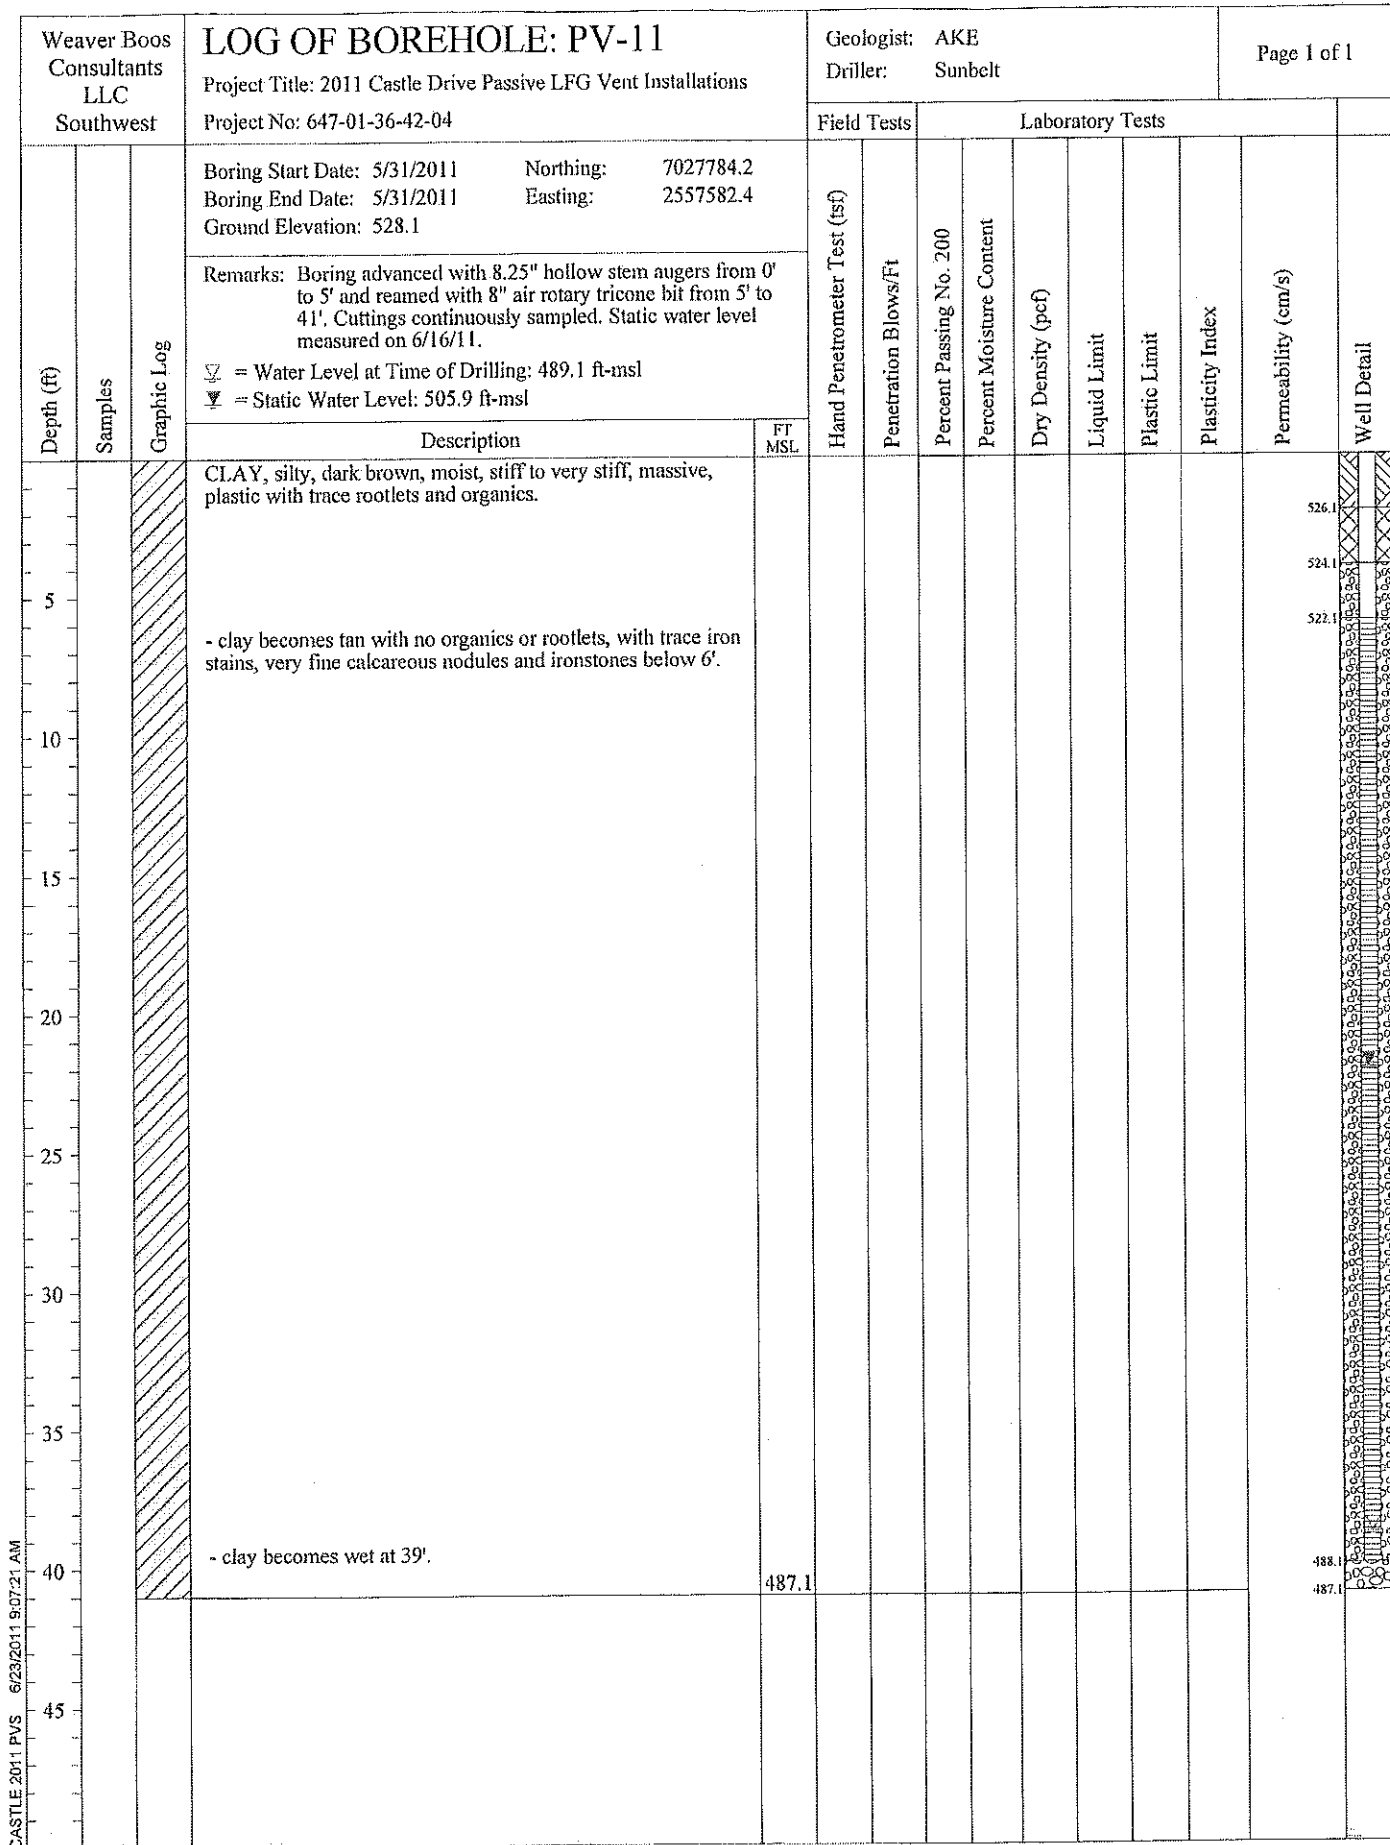 Weaver Boos
Consultants
LLC
Southwest
LOG OF BOREHOLE: PV-11
Project Title: 2011 Castle Drive Passive LFG Vent Installations
Project No: 647-01-36-42-04
Geologist: AKE
Driller: Sunbelt
Page 1 of 1
Field Tests
Laboratory Tests
Boring Start Date: 5/31/2011 Northing: 7027784.2
Boring End Date: 5/31/2011 Easting: 2557582.4
Ground Elevation: 528.1
Remarks: Boring advanced with 8.25" hollow stem augers from 0'
to 5' and reamed with 8" air rotary tricone bit from 5' to
41'. Cuttings continuously sampled. Static water level
measured on 6/16/11.
= Water Level at Time of Drilling: 489.1 ft-msl
= Static Water Level: 505.9 ft-msl
Depth (ft)
Samples
Graphic Log
Description
FT
MSL
Hand Penetrometer Test (tsf)
Penetration Blows/Ft
Percent Passing No. 200
Percent Moisture Content
Dry Density (pcf)
Liquid Limit
Plastic Limit
Plasticity Index
Permeability (cm/s)
Well Detail
CLAY, silty, dark brown, moist, stiff to very stiff, massive,
plastic with trace rootlets and organics.
526.1
524.1
5
522.1
- clay becomes tan with no organics or rootlets, with trace iron
stains, very fine calcareous nodules and ironstones below 6'.
10
15
20
25
30
35
- clay becomes wet at 39'.
40
488.1
487.1
487.1
45
CASTLE 2011 PVS 6/23/2011 9:07:21 AM